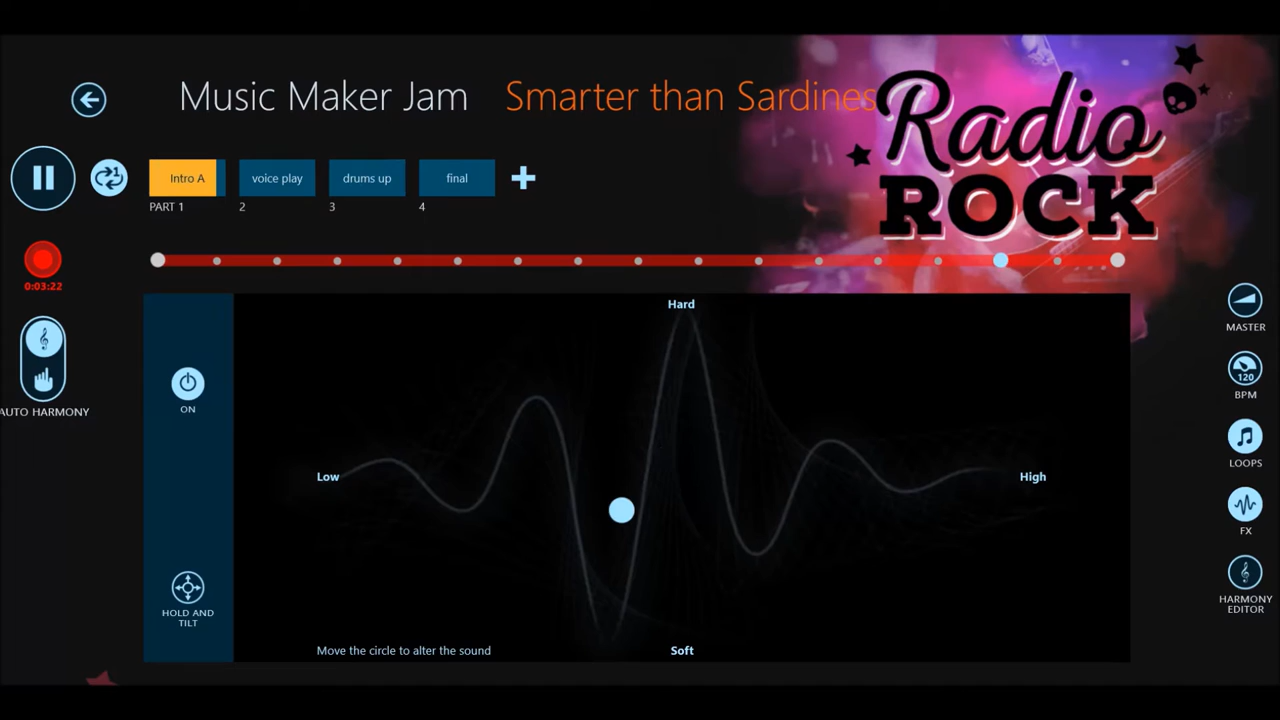 Music Maker Jam Smarter than Sardines
Radio
ROCK
1
Intro A
voice play
drums up
final
PART 1
2
3
4
0:03:22
AUTO HARMONY
ON
HOLD AND
TILT
Hard
Low
High
Move the circle to alter the sound
Soft
MASTER
120
BPM
LOOPS
FX
HARMONY
EDITOR